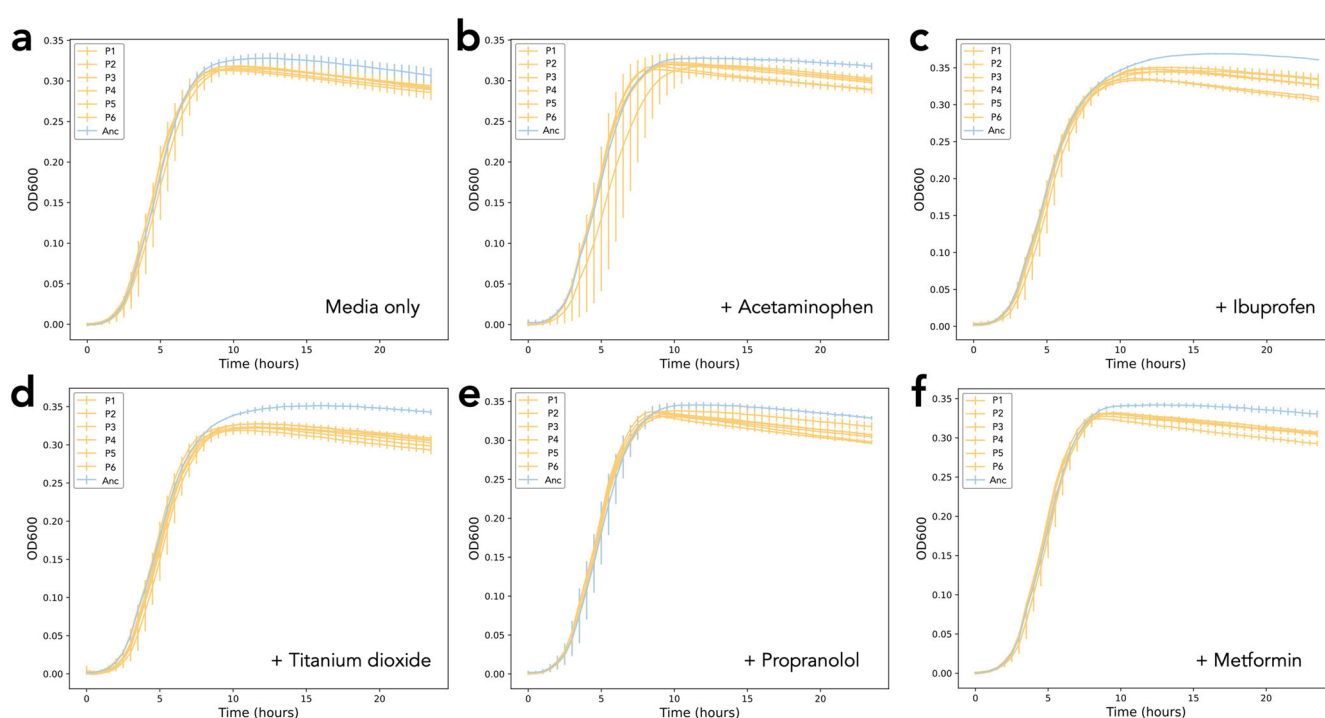 a
0.35
0.30
0.25
0.20
0.15
0.10
0.05
0.00
OD600
P1
P2
P3
P4
P5
P6
Anc
Media only
0
5
10
15
20
Time (hours)
b
0.35
0.30
0.25
0.20
0.15
0.10
0.05
0.00
OD600
P1
P2
P3
P4
P5
P6
Anc
+ Acetaminophen
0
5
10
15
20
Time (hours)
c
0.35
0.30
0.25
0.20
0.15
0.10
0.05
0.00
OD600
P1
P2
P3
P4
P5
P6
Anc
+ Ibuprofen
0
5
10
15
20
Time (hours)
d
0.35
0.30
0.25
0.20
0.15
0.10
0.05
0.00
OD600
P1
P2
P3
P4
P5
P6
Anc
+ Titanium dioxide
0
5
10
15
20
Time (hours)
e
0.35
0.30
0.25
0.20
0.15
0.10
0.05
0.00
OD600
P1
P2
P3
P4
P5
P6
Anc
+ Propranolol
0
5
10
15
20
Time (hours)
f
0.35
0.30
0.25
0.20
0.15
0.10
0.05
0.00
OD600
P1
P2
P3
P4
P5
P6
Anc
+ Metformin
0
5
10
15
20
Time (hours)